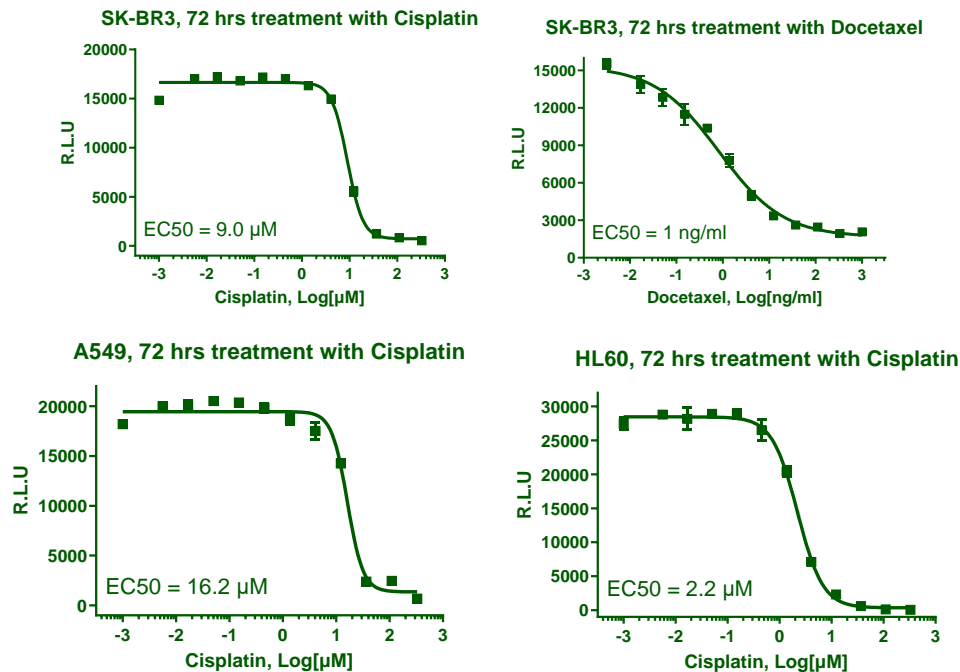 SK-BR3, 72 hrs treatment with Cisplatin
20000
15000
10000
5000
0
R.L.U
EC50 = 9.0 µM
-3 -2 -1 0 1 2 3
Cisplatin, Log[µM]
SK-BR3, 72 hrs treatment with Docetaxel
15000
12000
9000
6000
3000
0
R.L.U
EC50 = 1 ng/ml
-3 -2 -1 0 1 2 3
Docetaxel, Log[ng/ml]
A549, 72 hrs treatment with Cisplatin
20000
15000
10000
5000
0
R.L.U
EC50 = 16.2 µM
-3 -2 -1 0 1 2 3
Cisplatin, Log[µM]
HL60, 72 hrs treatment with Cisplatin
30000
25000
20000
15000
10000
5000
0
R.L.U
EC50 = 2.2 µM
-3 -2 -1 0 1 2 3
Cisplatin, Log[µM]